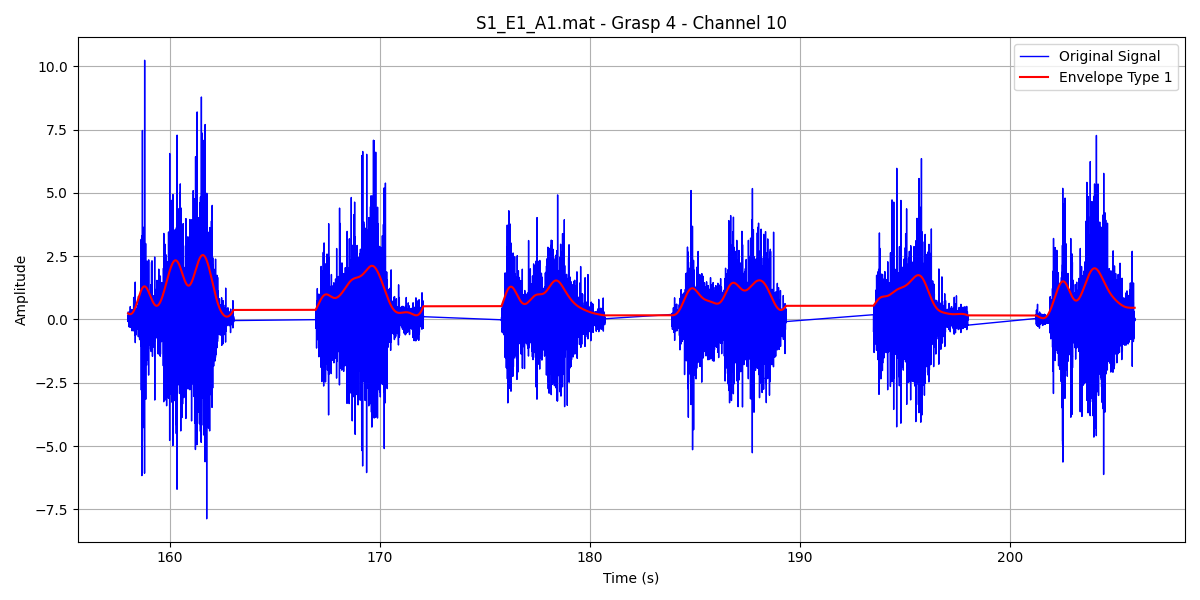 S1_E1_A1.mat - Grasp 4 - Channel 10
Original Signal
Envelope Type 1
Amplitude
10.0
7.5
5.0
2.5
0.0
−2.5
−5.0
−7.5
160 170 180 190 200
Time (s)